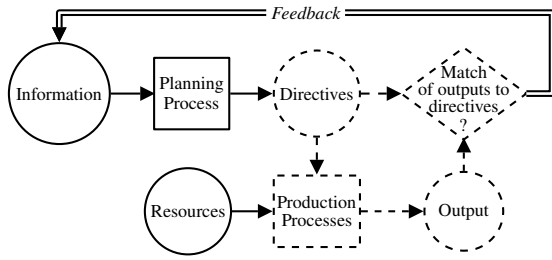 Feedback
Information
Planning
Process
Directives
Match
of outputs to
directives
?
Resources
Production
Processes
Output